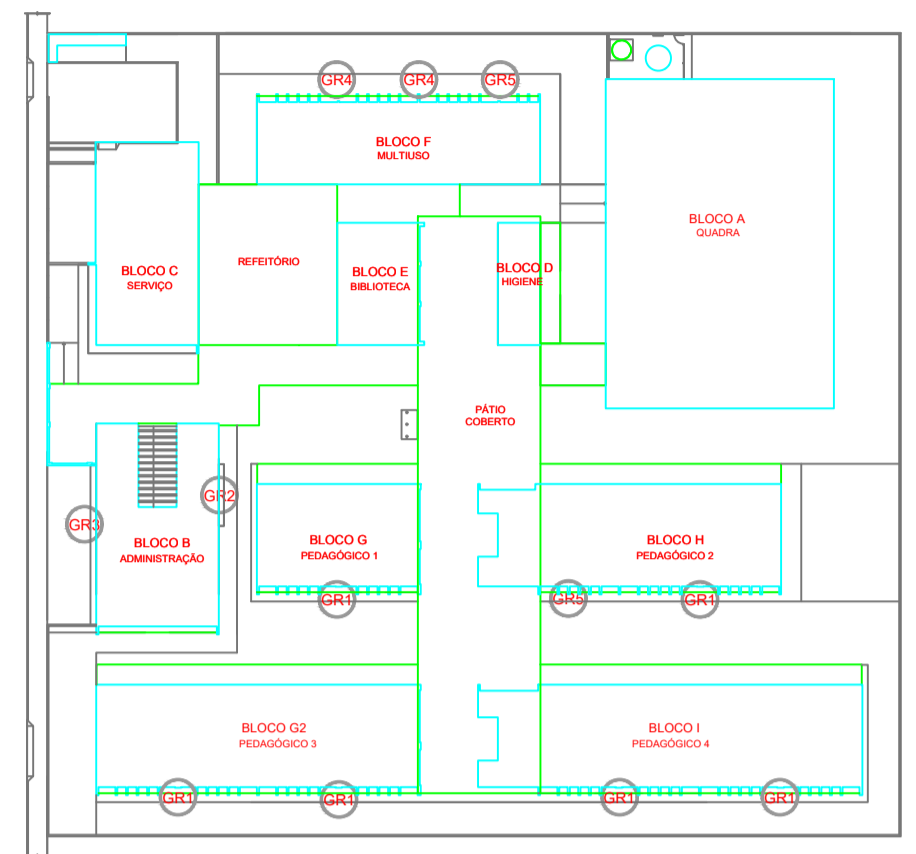 GR4
GR4
GR5
BLOCO F
MULTIUSO
BLOCO A
QUADRA
REFEITÓRIO
BLOCO C
SERVIÇO
BLOCO E
BIBLIOTECA
BLOCO D
HIGIENE
PÁTIO
COBERTO
GR2
GR3
BLOCO B
ADMINISTRAÇÃO
BLOCO G
PEDAGÓGICO 1
BLOCO H
PEDAGÓGICO 2
GR1
GR5
GR1
BLOCO G2
PEDAGÓGICO 3
BLOCO I
PEDAGÓGICO 4
GR1
GR1
GR1
GR1